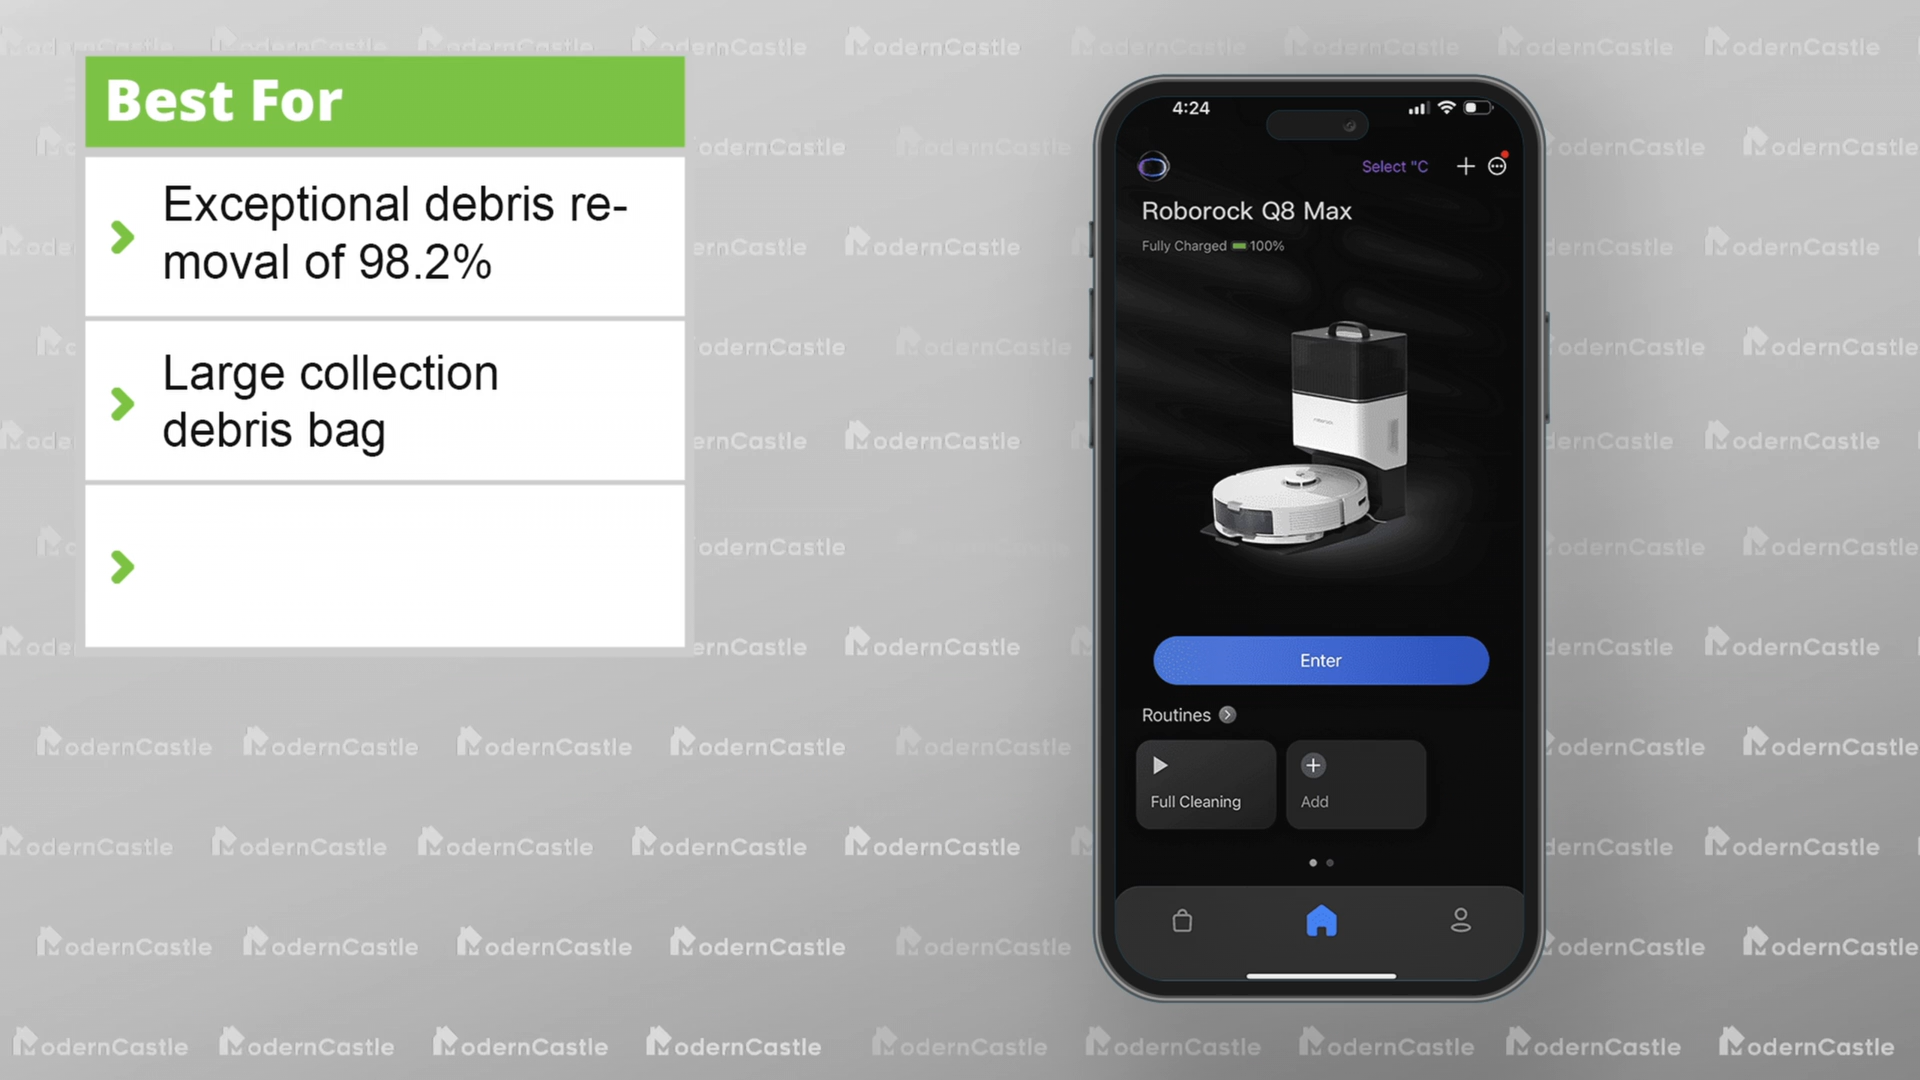 Best For
Exceptional debris re-
moval of 98.2%
Large collection
debris bag
4:24
Select "C
Roborock Q8 Max
Fully Charged 100%
Enter
Routines
Full Cleaning
Add
ModernCastle